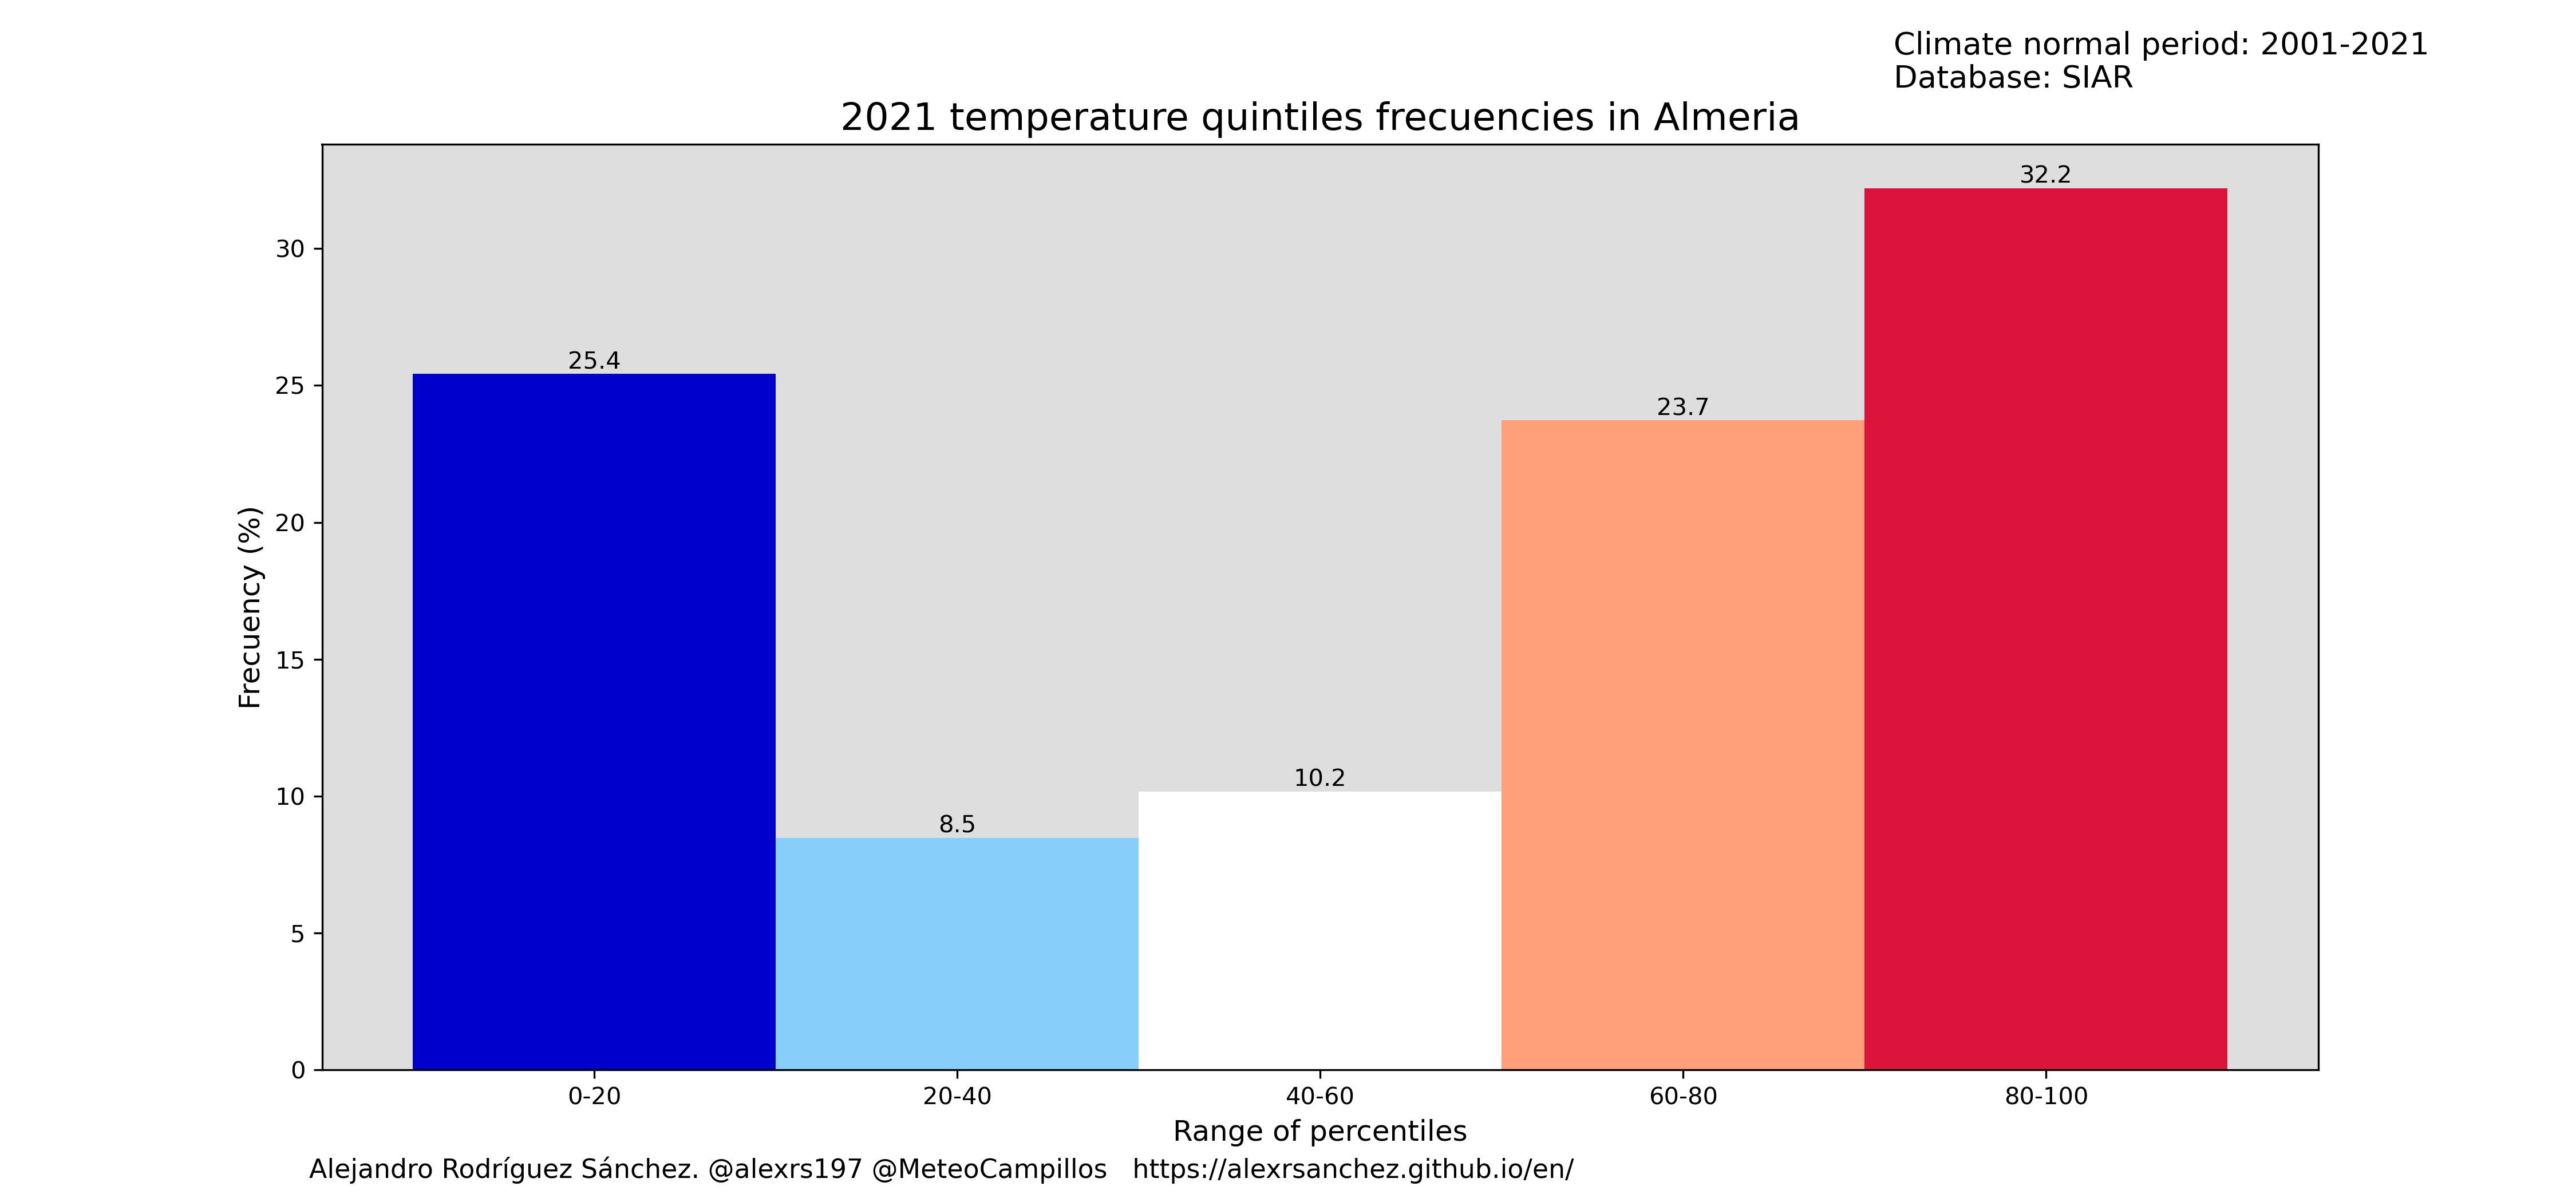 Climate normal period: 2001-2021
Database: SIAR
2021 temperature quintiles frecuencies in Almeria
32.2
30
25.4
25
23.7
20
Frecuency (%)
15
10.2
10
8.5
5
0
0-20 20-40 40-60 60-80 80-100
Range of percentiles
Alejandro Rodríguez Sánchez. @alexrs197 @MeteoCampillos https://alexrsanchez.github.io/en/